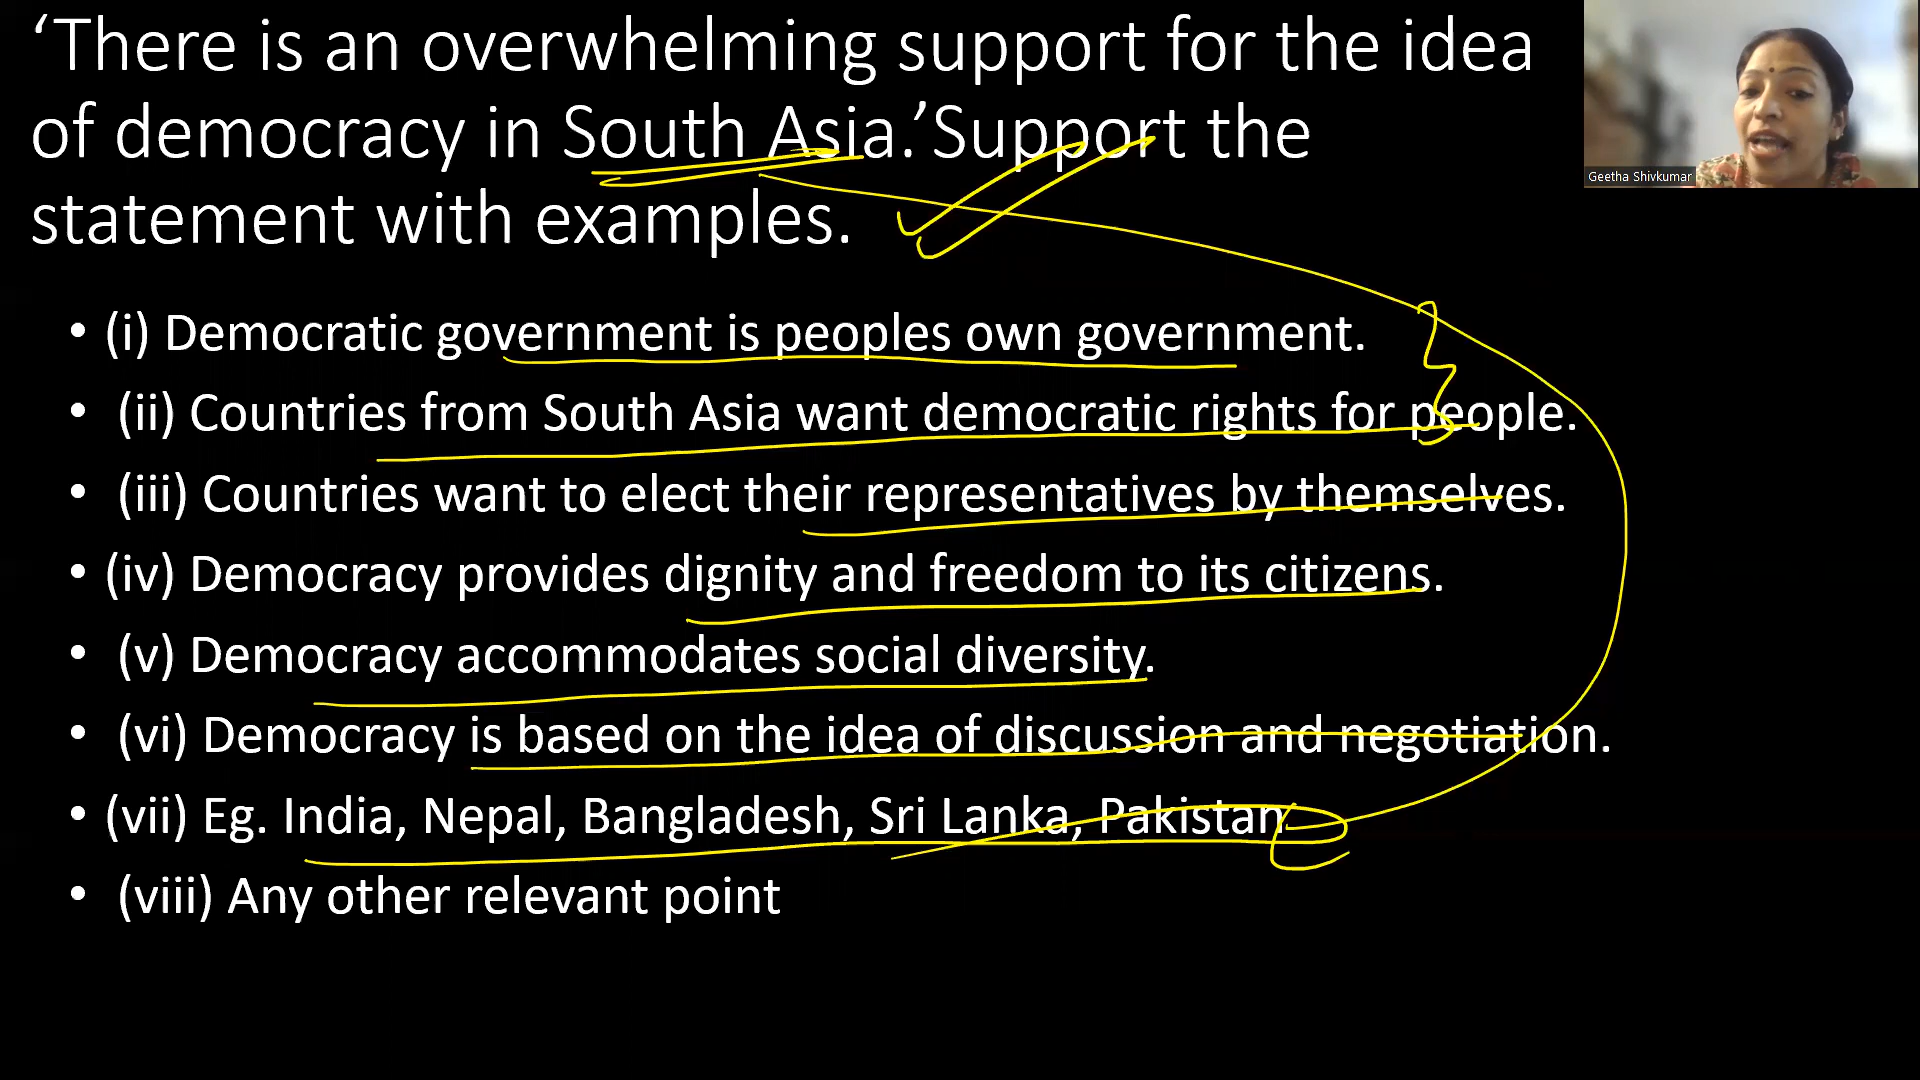 ‘There is an overwhelming support for the idea
of democracy in South Asia.’Support the
statement with examples.
• (i) Democratic government is peoples own government.
• (ii) Countries from South Asia want democratic rights for people.
• (iii) Countries want to elect their representatives by themselves.
• (iv) Democracy provides dignity and freedom to its citizens.
• (v) Democracy accommodates social diversity.
• (vi) Democracy is based on the idea of discussion and negotiation.
• (vii) Eg. India, Nepal, Bangladesh, Sri Lanka, Pakistan
• (viii) Any other relevant point
Geetha Shivkumar